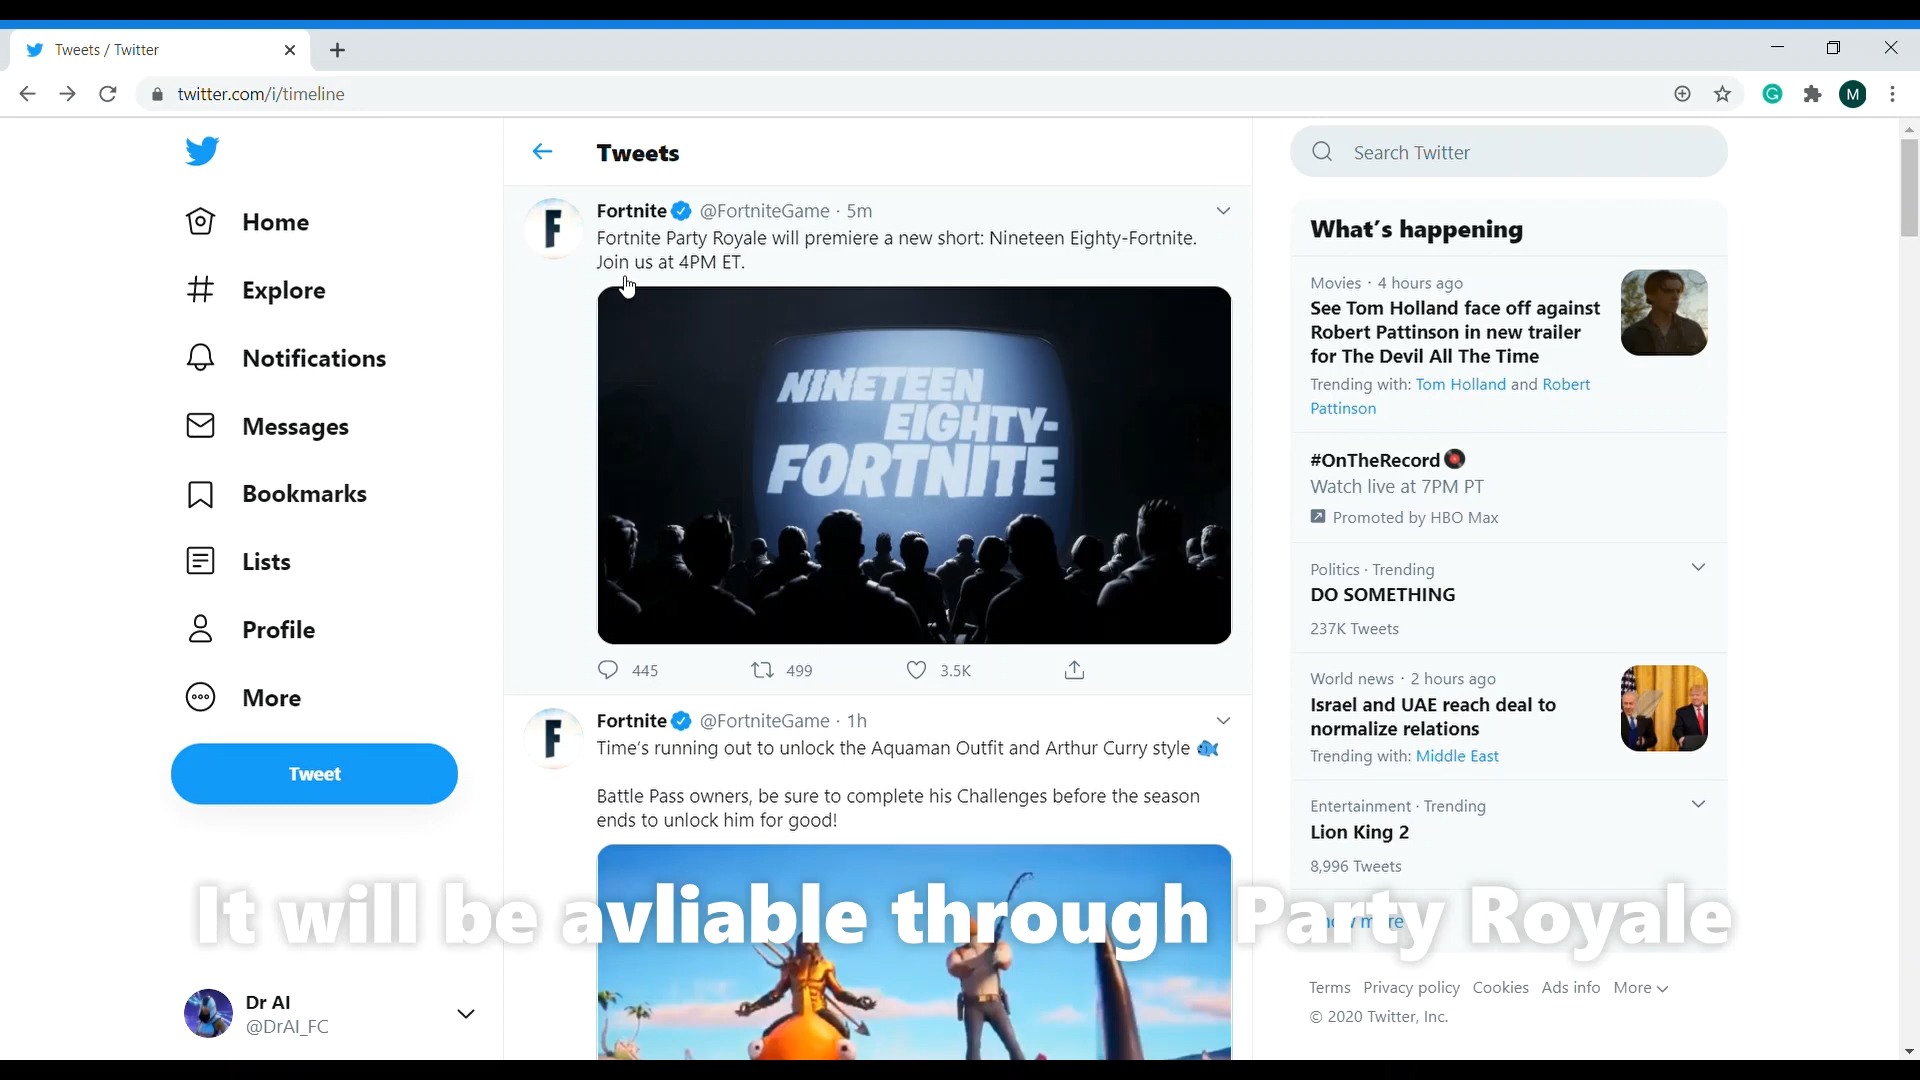 Tweets / Twitter
twitter.com/i/timeline
M
Home
Explore
Notifications
Messages
Bookmarks
Lists
Profile
More
Tweet
Dr AI
@DrAI_FC
Tweets
F
Fortnite @FortniteGame · 5m
Fortnite Party Royale will premiere a new short: Nineteen Eighty-Fortnite.
Join us at 4PM ET.
NINETEEN
EIGHTY-
FORTNITE
445 499 3.5K
F
Fortnite @FortniteGame · 1h
Time's running out to unlock the Aquaman Outfit and Arthur Curry style 🐟
Battle Pass owners, be sure to complete his Challenges before the season
ends to unlock him for good!
It will be avliable through Party Royale
Search Twitter
What's happening
Movies · 4 hours ago
See Tom Holland face off against
Robert Pattinson in new trailer
for The Devil All The Time
Trending with: Tom Holland and Robert
Pattinson
#OnTheRecord
Watch live at 7PM PT
Promoted by HBO Max
Politics · Trending
DO SOMETHING
237K Tweets
World news · 2 hours ago
Israel and UAE reach deal to
normalize relations
Trending with: Middle East
Entertainment · Trending
Lion King 2
8,996 Tweets
Show more
Terms Privacy policy Cookies Ads info More
© 2020 Twitter, Inc.